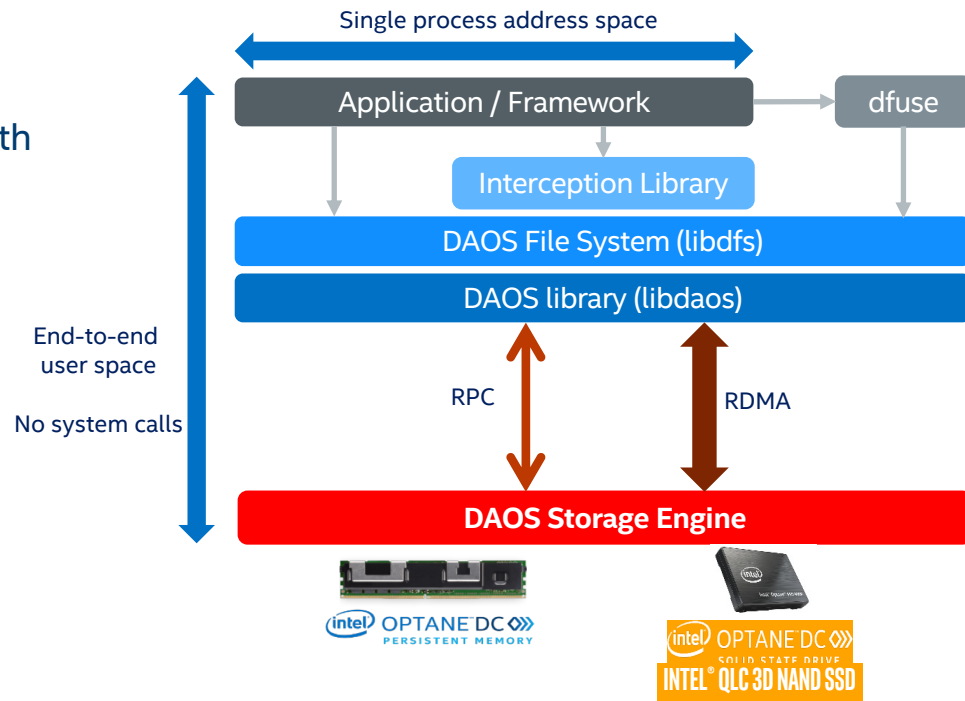 Single process address space
Application / Framework
dfuse
th
Interception Library
DAOS File System (libdfs)
DAOS library (libdaos)
End-to-end
user space
No system calls
RPC
RDMA
DAOS Storage Engine
intel
(intel) OPTANE DC
PERSISTENT MEMORY
(intel) OPTANE DC
SOLID STATE DRIVE
INTEL® QLC 3D NAND SSD